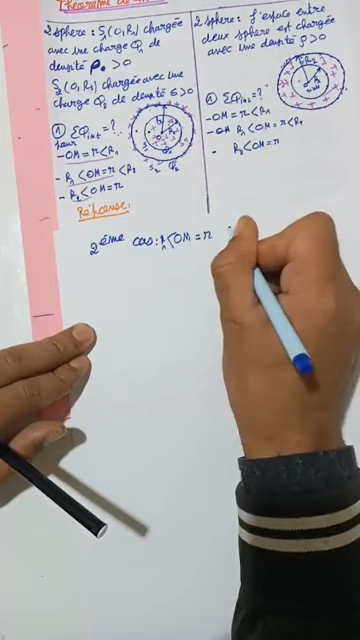 Théorème de
2 sphère : S₁(O,R₁) chargée
avec une charge Q₁ de
densité ρ₀ > 0
S₂(O,R₂) chargée avec une
charge Q₂ de densité σ>0
① ΣQint = ?
pour
- OM = r < R₁
- R₁ < OM = r < R₂
- R₂ < OM = r
Réponse:
2 sphère : l'espace entre
deux sphère est chargée
avec une densité ρ>0
① ΣQint = ?
- OM = r < R₁
- OM R₁ < OM = r < R₂
- R₂ < OM = r
2éme cas: R₁ < OM = r